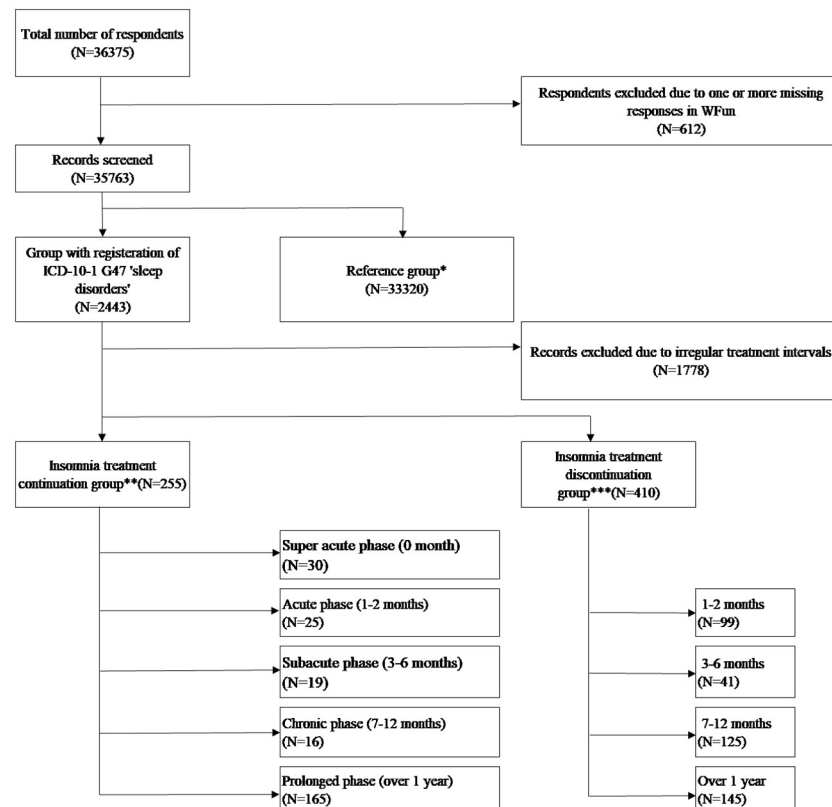 Total number of respondents
(N=36375)
Respondents excluded due to one or more missing
responses in WFun
(N=612)
Records screened
(N=35763)
Group with registeration of
ICD-10-1 G47 'sleep
disorders'
(N=2443)
Reference group*
(N=33320)
Records excluded due to irregular treatment intervals
(N=1778)
Insomnia treatment
continuation group**(N=255)
Insomnia treatment
discontinuation
group***(N=410)
Super acute phase (0 month)
(N=30)
Acute phase (1-2 months)
(N=25)
1-2 months
(N=99)
Subacute phase (3-6 months)
(N=19)
3-6 months
(N=41)
Chronic phase (7-12 months)
(N=16)
7-12 months
(N=125)
Prolonged phase (over 1 year)
(N=165)
Over 1 year
(N=145)